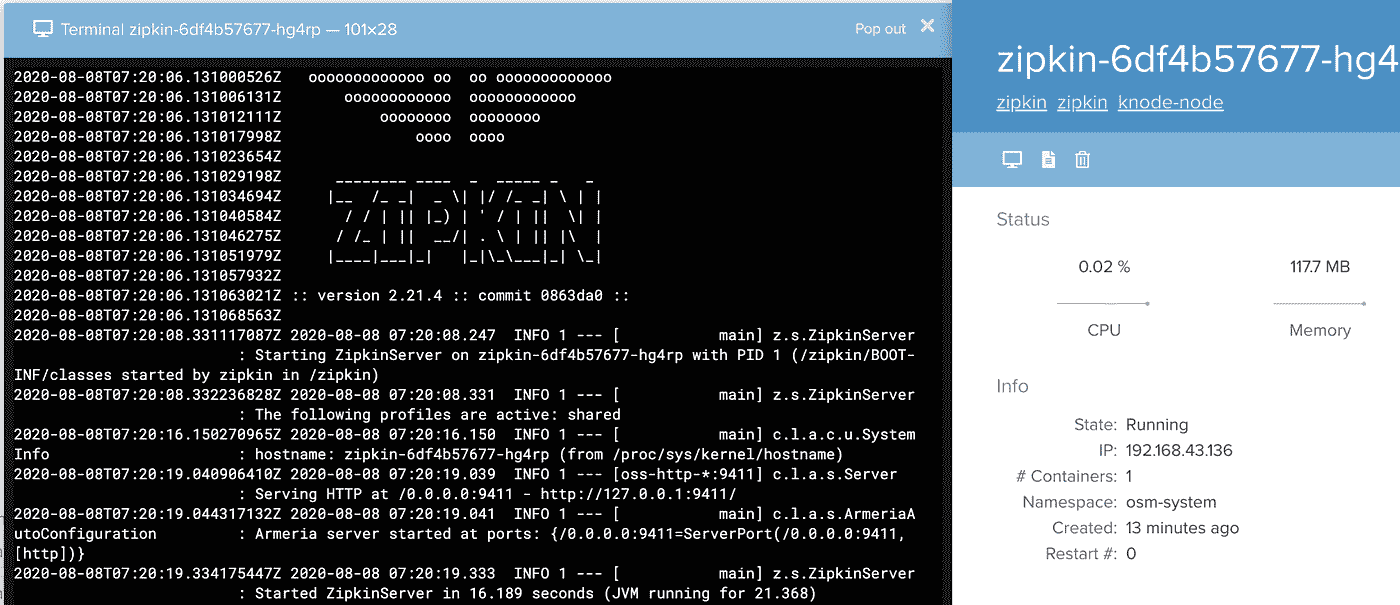 Terminal zipkin-6df4b57677-hg4rp — 101×28
Pop out ×
2020-08-08T07:20:06.131000526Z   ooooooooooooo oo  oo ooooooooooooo
2020-08-08T07:20:06.131006131Z       oooooooooooo  oooooooooooo
2020-08-08T07:20:06.131012111Z           oooooooo  oooooooo
2020-08-08T07:20:06.131017998Z               oooo  oooo
2020-08-08T07:20:06.131023654Z
2020-08-08T07:20:06.131029198Z      ________ ____  _  _____ _   _
2020-08-08T07:20:06.131034694Z     |__  /_ _|  _ \| |/ /_ _| \ | |
2020-08-08T07:20:06.131040584Z       / / | || |_) | ' / | ||  \| |
2020-08-08T07:20:06.131046275Z      / /_ | ||  __/| . \ | || |\  |
2020-08-08T07:20:06.131051979Z     |____|___|_|   |_|\_\___|_| \_|
2020-08-08T07:20:06.131057932Z
2020-08-08T07:20:06.131063021Z :: version 2.21.4 :: commit 0863da0 ::
2020-08-08T07:20:06.131068563Z
2020-08-08T07:20:08.331117087Z 2020-08-08 07:20:08.247  INFO 1 --- [           main] z.s.ZipkinServer
                         : Starting ZipkinServer on zipkin-6df4b57677-hg4rp with PID 1 (/zipkin/BOOT-
INF/classes started by zipkin in /zipkin)
2020-08-08T07:20:08.332236828Z 2020-08-08 07:20:08.331  INFO 1 --- [           main] z.s.ZipkinServer
                         : The following profiles are active: shared
2020-08-08T07:20:16.150270965Z 2020-08-08 07:20:16.150  INFO 1 --- [           main] c.l.a.c.u.System
Info                     : hostname: zipkin-6df4b57677-hg4rp (from /proc/sys/kernel/hostname)
2020-08-08T07:20:19.040906410Z 2020-08-08 07:20:19.039  INFO 1 --- [oss-http-*:9411] c.l.a.s.Server
                         : Serving HTTP at /0.0.0.0:9411 - http://127.0.0.1:9411/
2020-08-08T07:20:19.044317132Z 2020-08-08 07:20:19.041  INFO 1 --- [           main] c.l.a.s.ArmeriaA
utoConfiguration         : Armeria server started at ports: {/0.0.0.0:9411=ServerPort(/0.0.0.0:9411,
[http])}
2020-08-08T07:20:19.334175447Z 2020-08-08 07:20:19.333  INFO 1 --- [           main] z.s.ZipkinServer
                         : Started ZipkinServer in 16.189 seconds (JVM running for 21.368)
zipkin-6df4b57677-hg4
zipkin zipkin knode-node
Status
0.02 % 117.7 MB
CPU Memory
Info
State: Running
IP: 192.168.43.136
# Containers: 1
Namespace: osm-system
Created: 13 minutes ago
Restart #: 0